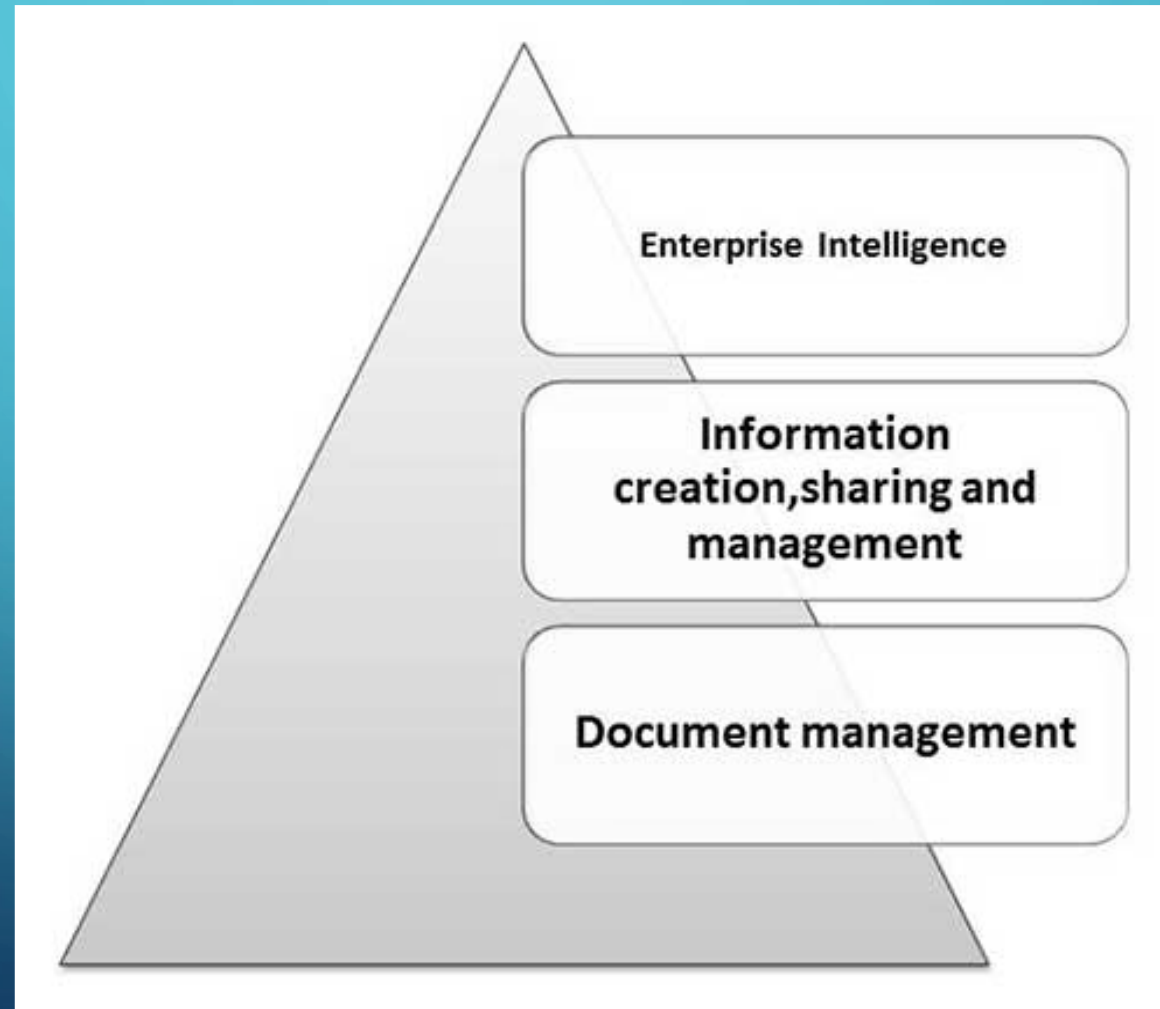 Enterprise Intelligence
Information
creation,sharing and
management
Document management